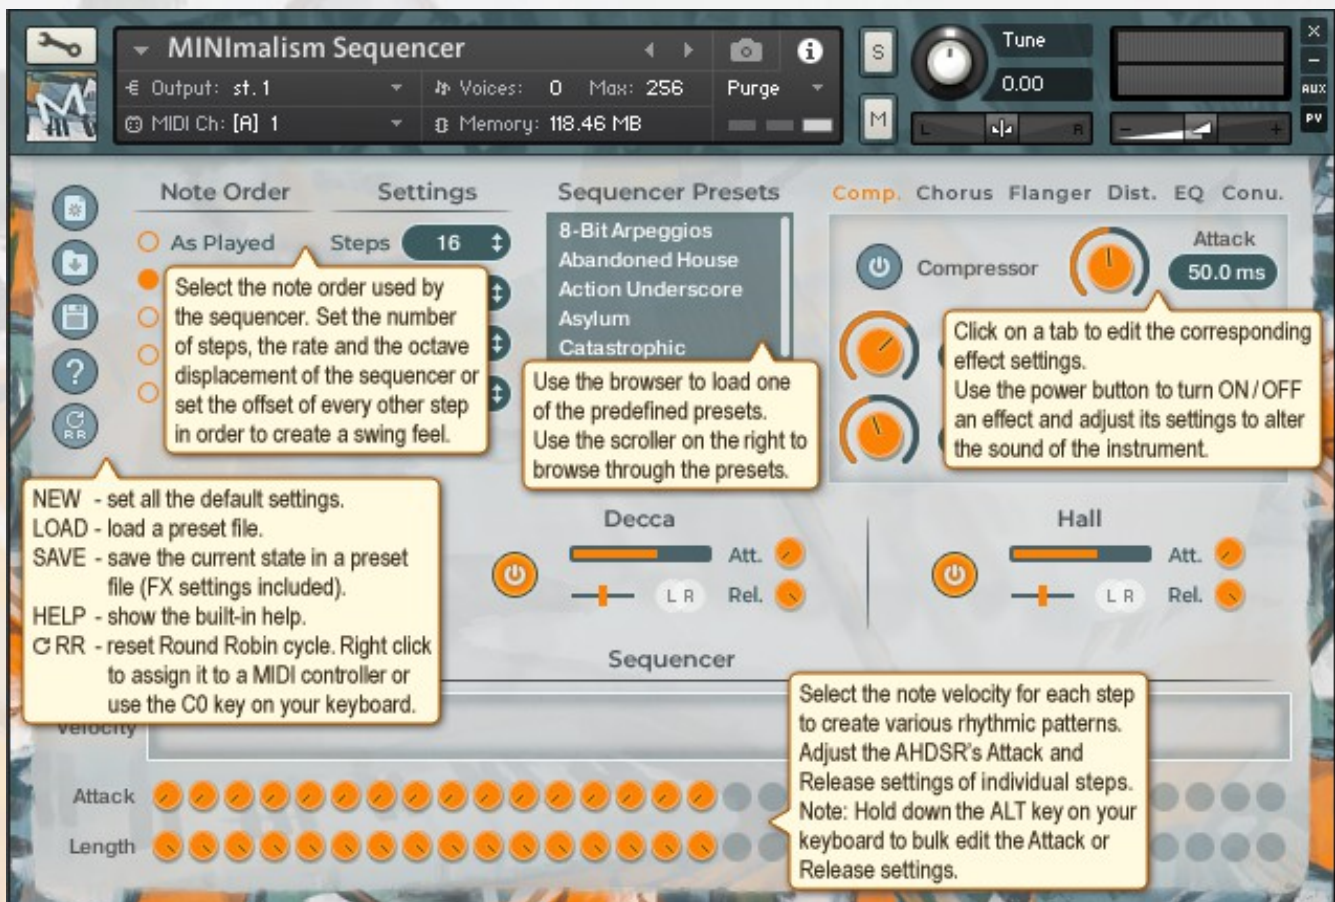 MINImalism Sequencer
S
Tune
X
Output: st.1
Voices: 0 Max: 256
Purge
0.00
AUX
MIDI Ch: [A] 1
Memory: 118.46 MB
M
L
R
-
+
PV
Note Order
Settings
Sequencer Presets
Comp. Chorus Flanger Dist. EQ Conv.
As Played
Steps 16
8-Bit Arpeggios
Abandoned House
Action Underscore
Asylum
Catastrophic
Compressor
Attack
50.0 ms
?
RR
Select the note order used by
the sequencer. Set the number
of steps, the rate and the octave
displacement of the sequencer or
set the offset of every other step
in order to create a swing feel.
Use the browser to load one
of the predefined presets.
Use the scroller on the right to
browse through the presets.
Click on a tab to edit the corresponding
effect settings.
Use the power button to turn ON/OFF
an effect and adjust its settings to alter
the sound of the instrument.
NEW - set all the default settings.
LOAD - load a preset file.
SAVE - save the current state in a preset
file (FX settings included).
HELP - show the built-in help.
RR - reset Round Robin cycle. Right click
to assign it to a MIDI controller or
use the C0 key on your keyboard.
Decca
Att.
L R
Rel.
Hall
Att.
L R
Rel.
Sequencer
Velocity
Select the note velocity for each step
to create various rhythmic patterns.
Adjust the AHDSR's Attack and
Release settings of individual steps.
Note: Hold down the ALT key on your
keyboard to bulk edit the Attack or
Release settings.
Attack
Length